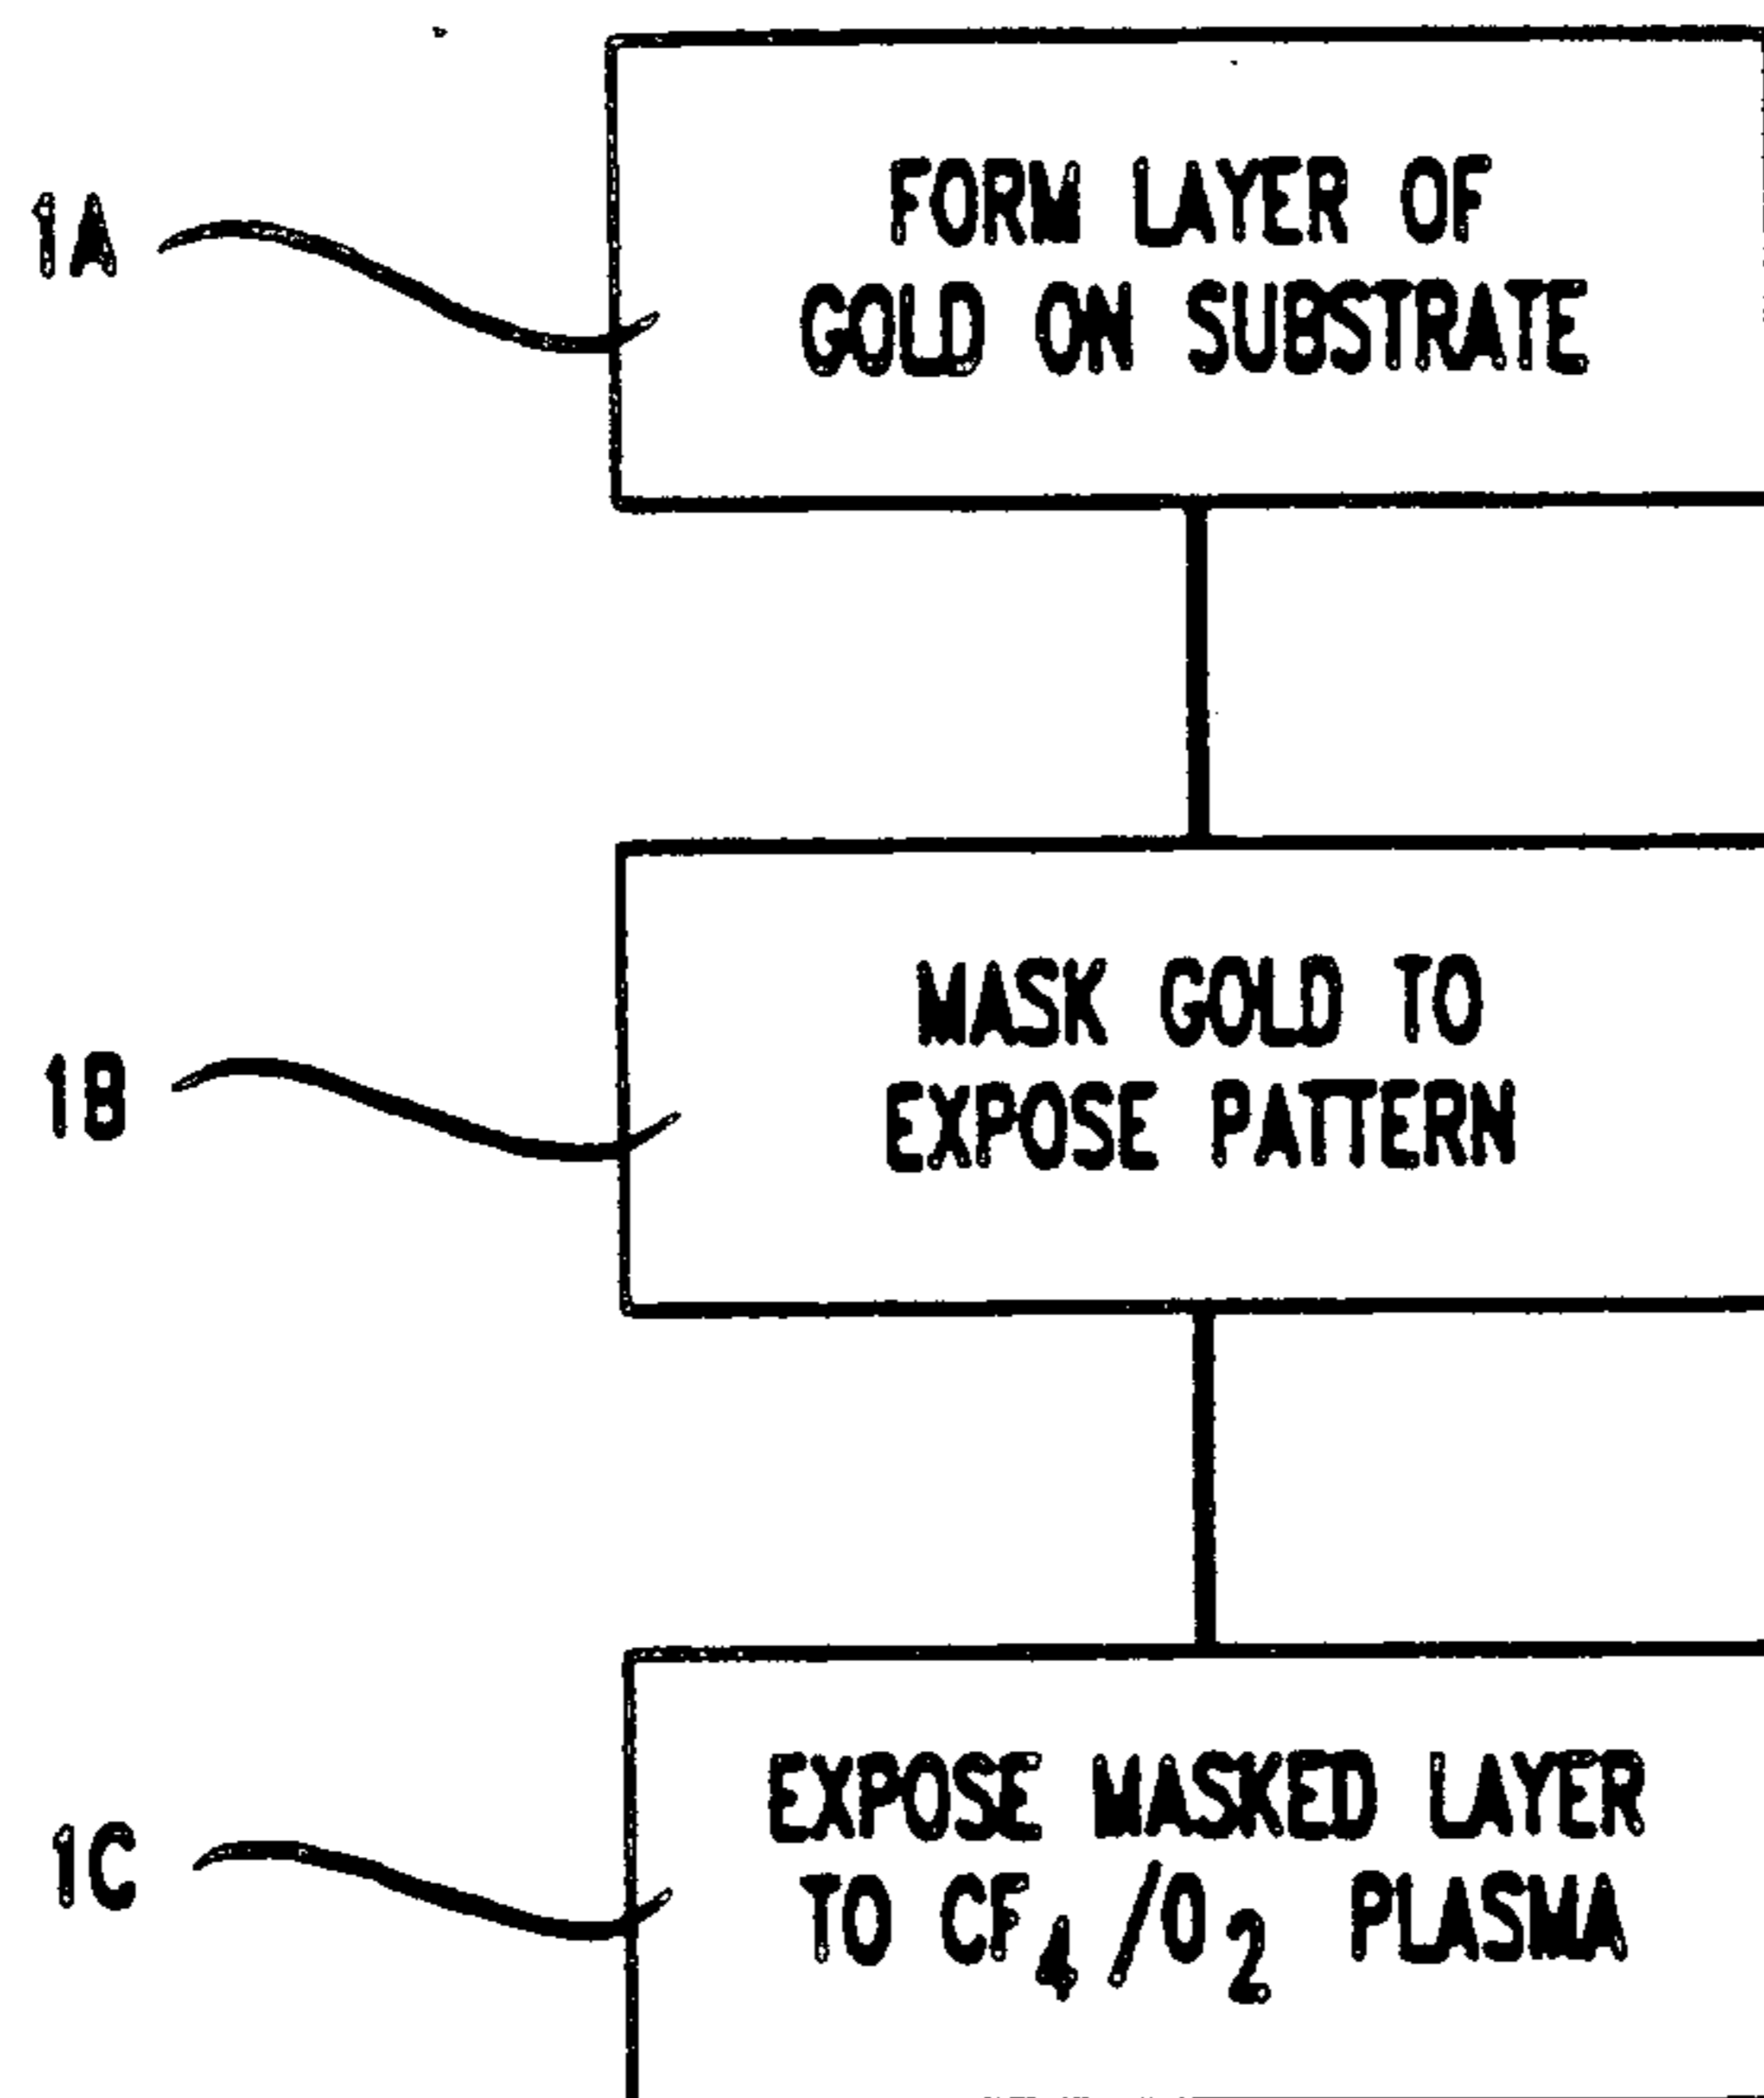 1A
FORM LAYER OF
GOLD ON SUBSTRATE
1B
MASK GOLD TO
EXPOSE PATTERN
1C
EXPOSE MASKED LAYER
TO CF₄/O₂ PLASMA